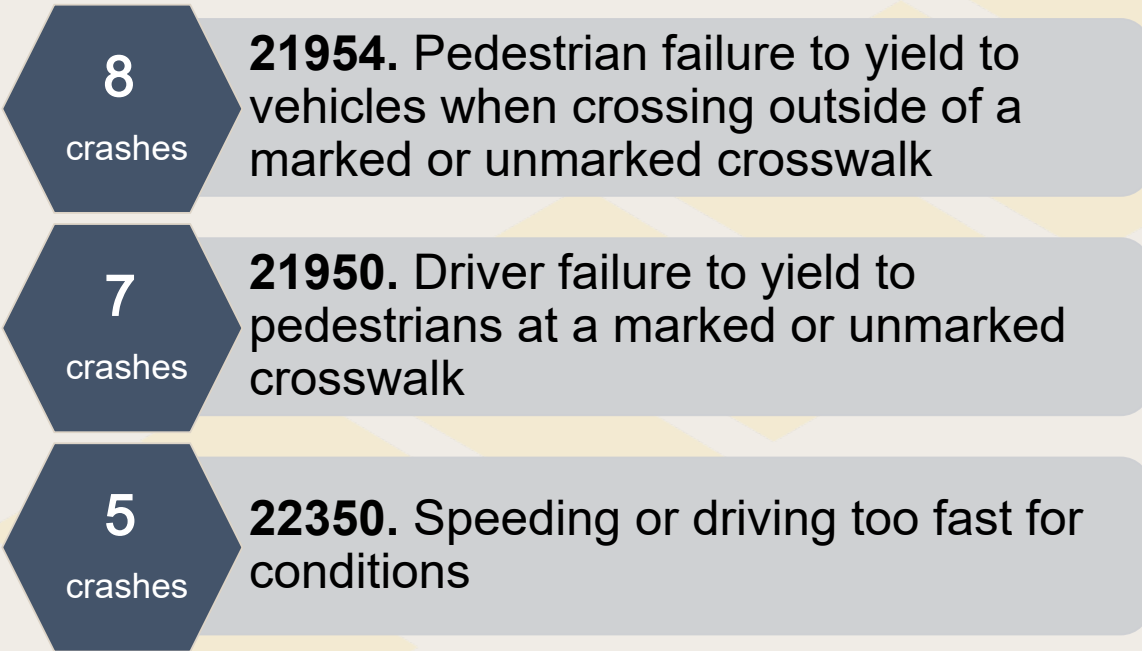 8
crashes
21954. Pedestrian failure to yield to
vehicles when crossing outside of a
marked or unmarked crosswalk
7
crashes
21950. Driver failure to yield to
pedestrians at a marked or unmarked
crosswalk
5
crashes
22350. Speeding or driving too fast for
conditions